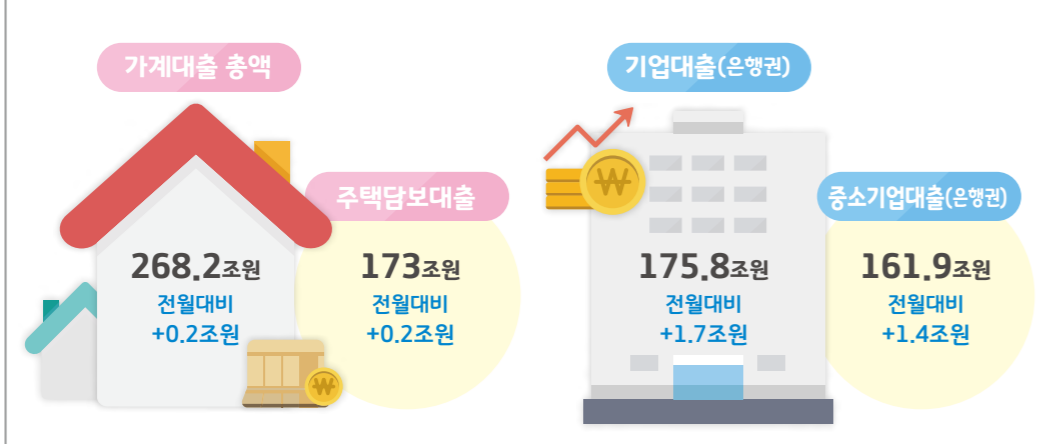 가계대출 총액
268.2조원
전월대비
+0.2조원
주택담보대출
173조원
전월대비
+0.2조원
기업대출(은행권)
₩
175.8조원
전월대비
+1.7조원
중소기업대출(은행권)
161.9조원
전월대비
+1.4조원
₩